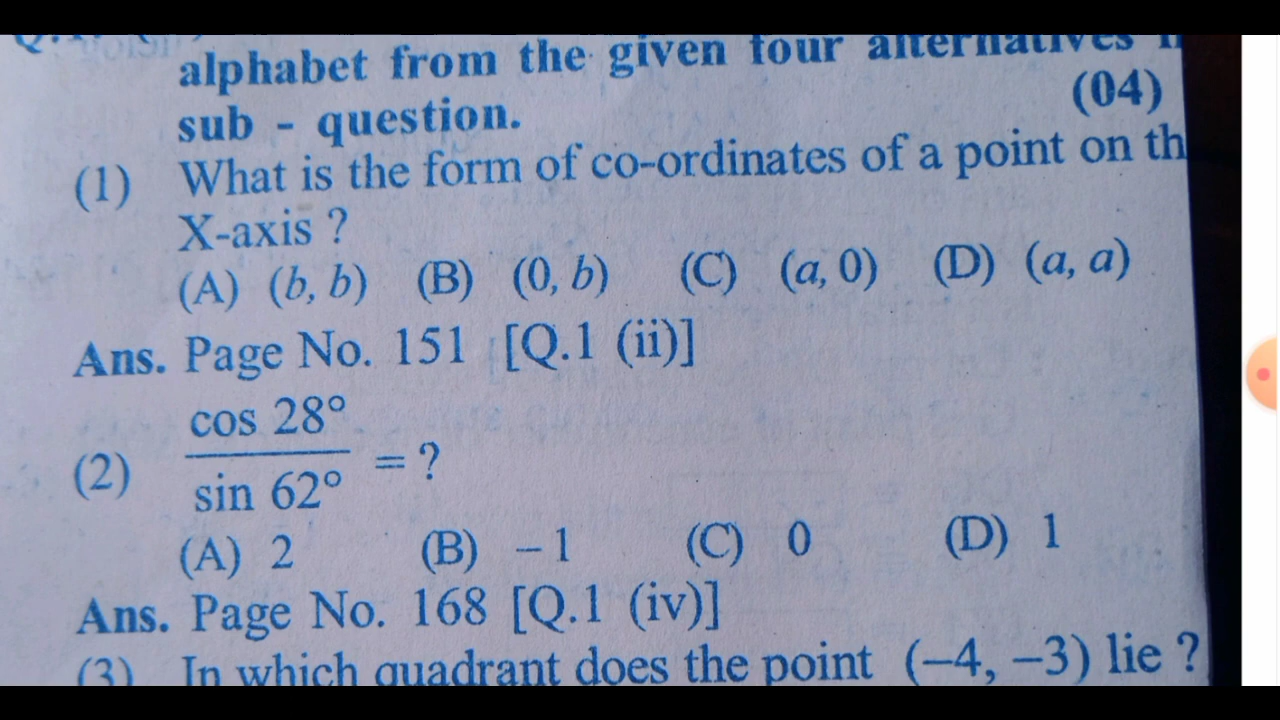 alphabet from the given four alternatives
sub - question. (04)
(1) What is the form of co-ordinates of a point on th
X-axis ?
(A) (b, b) (B) (0, b) (C) (a, 0) (D) (a, a)
Ans. Page No. 151 [Q.1 (ii)]
cos 28°
(2) = ?
sin 62°
(A) 2 (B) – 1 (C) 0 (D) 1
Ans. Page No. 168 [Q.1 (iv)]
(3) In which quadrant does the point (–4, –3) lie ?